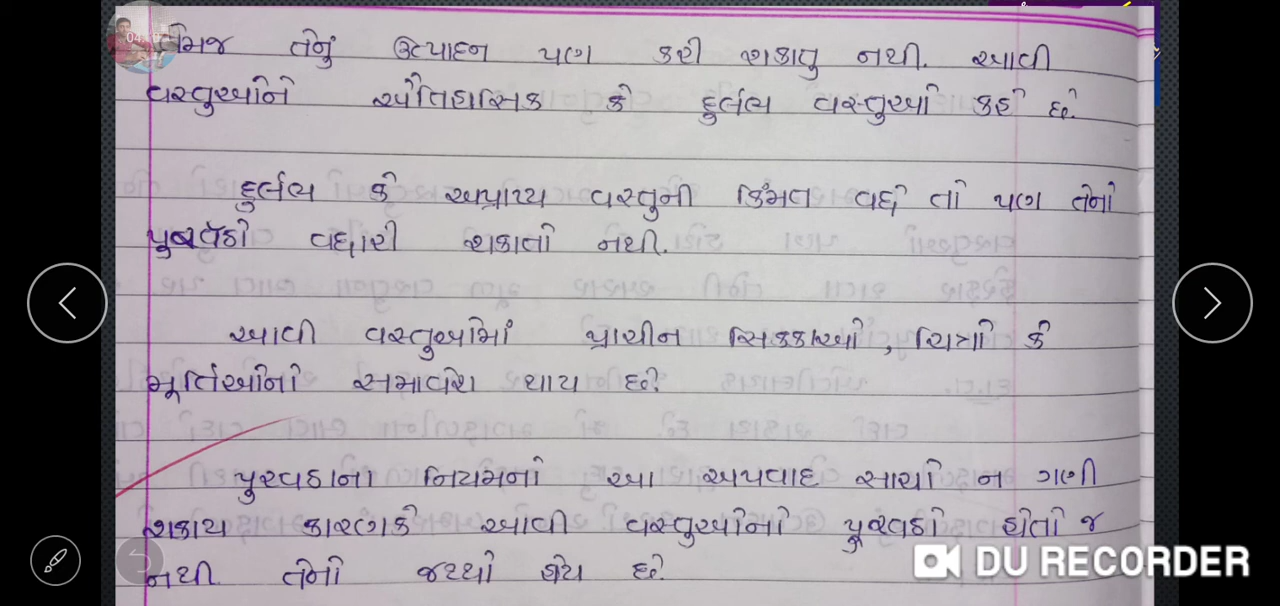 તેમજ તેનું ઉત્પાદન પણ કરી શકાતુ નથી. આવી
વસ્તુઓને ઐતિહાસિક કે દુર્લભ વસ્તુઓ કહે છે.
દુર્લભ કે અપ્રાપ્ય વસ્તુની કિંમત વધે તો પણ તેનો
પુરવઠો વધારી શકાતો નથી.
આવી વસ્તુઓમાં પ્રાચીન સિક્કાઓ, ચિત્રો કે
મૂર્તિઓનો સમાવેશ થાય છે.
પુરવઠાના નિયમનો આ અપવાદ સાચો ન ગણી
શકાય કારણકે આવી વસ્તુઓનો પુરવઠો હોતો જ
નથી તેનો જથ્થો હોય છે.
DU RECORDER